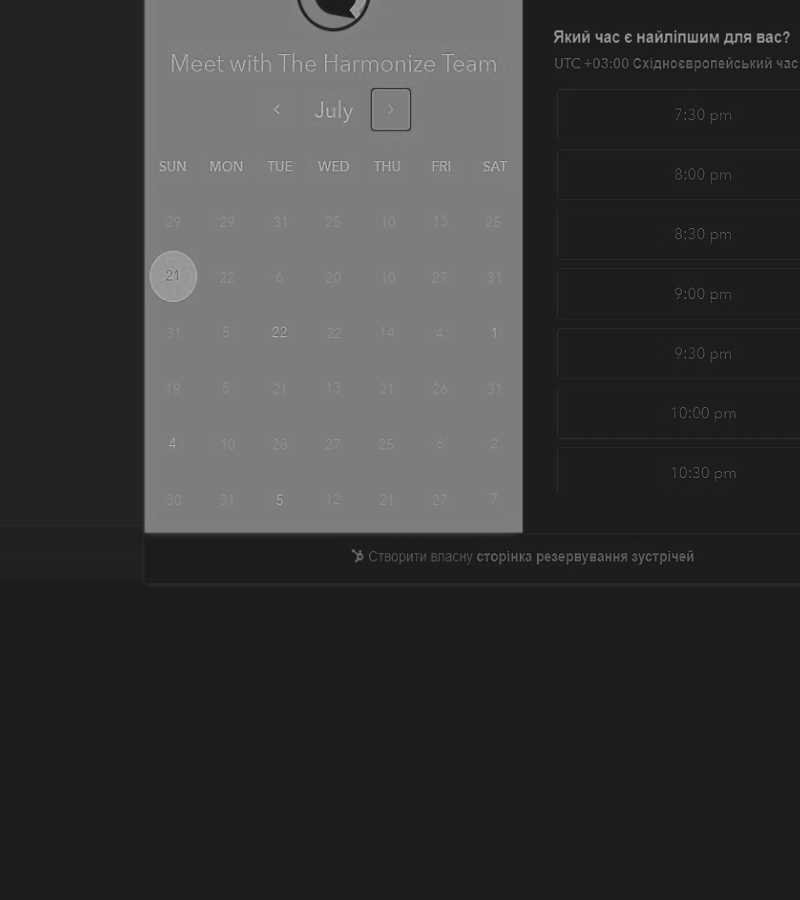 Meet with The Harmonize Team
July
SUN MON TUE WED THU FRI SAT
29 29 31 25 10 13 25
21 22 6 20 10 27 31
31 5 22 22 14 4 1
19 5 21 13 21 26 31
4 10 28 27 25 6 2
30 31 5 12 21 27 7
Який час є найліпшим для вас?
UTC +03:00 Східноєвропейський час
7:30 pm
8:00 pm
8:30 pm
9:00 pm
9:30 pm
10:00 pm
10:30 pm
Створити власну сторінка резервування зустрічей